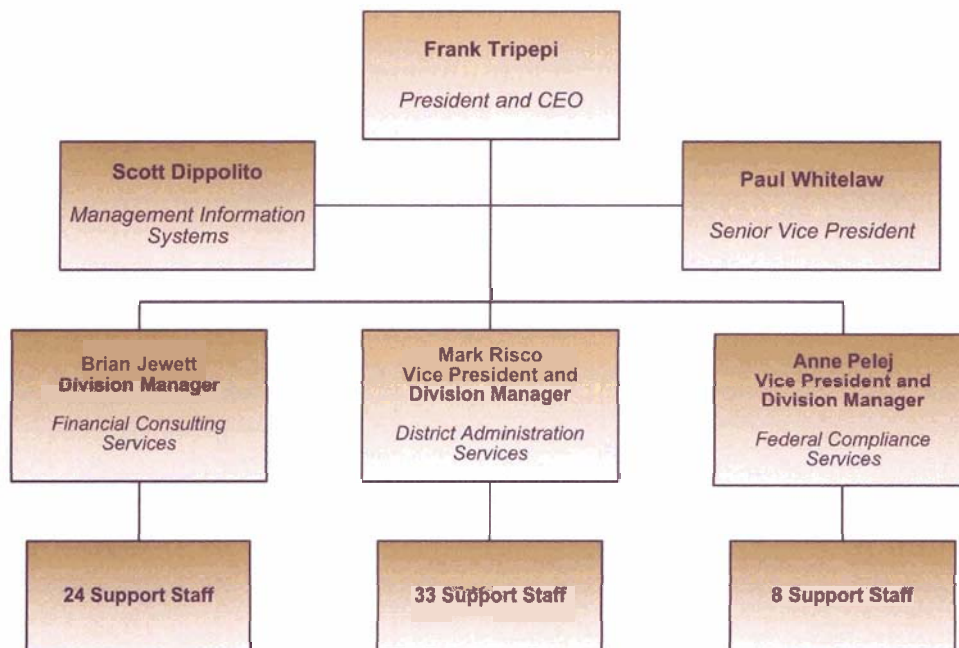 Frank Tripepi
President and CEO
Scott Dippolito
Management Information
Systems
Paul Whitelaw
Senior Vice President
Brian Jewett
Division Manager
Financial Consulting
Services
Mark Risco
Vice President and
Division Manager
District Administration
Services
Anne Pelej
Vice President and
Division Manager
Federal Compliance
Services
24 Support Staff
33 Support Staff
8 Support Staff